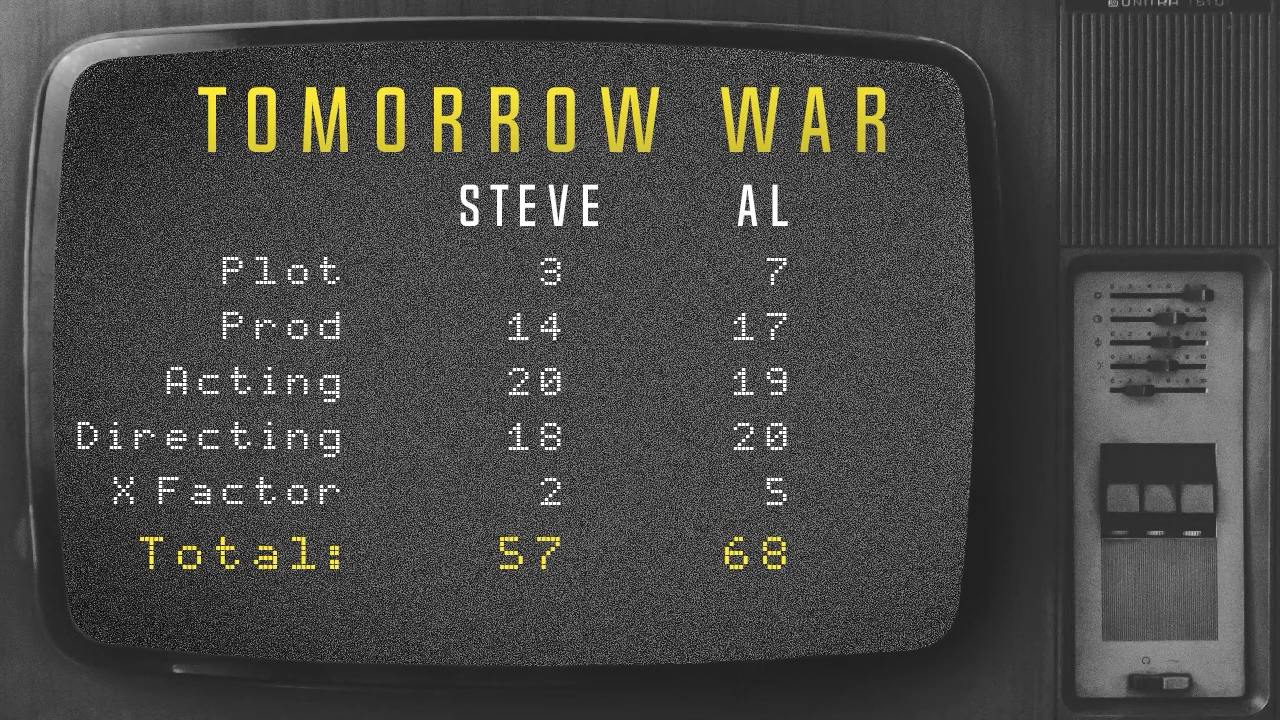 TOMORROW WAR
STEVE AL
Plot 3 7
Prod 14 17
Acting 20 19
Directing 18 20
X Factor 2 5
Total: 57 68